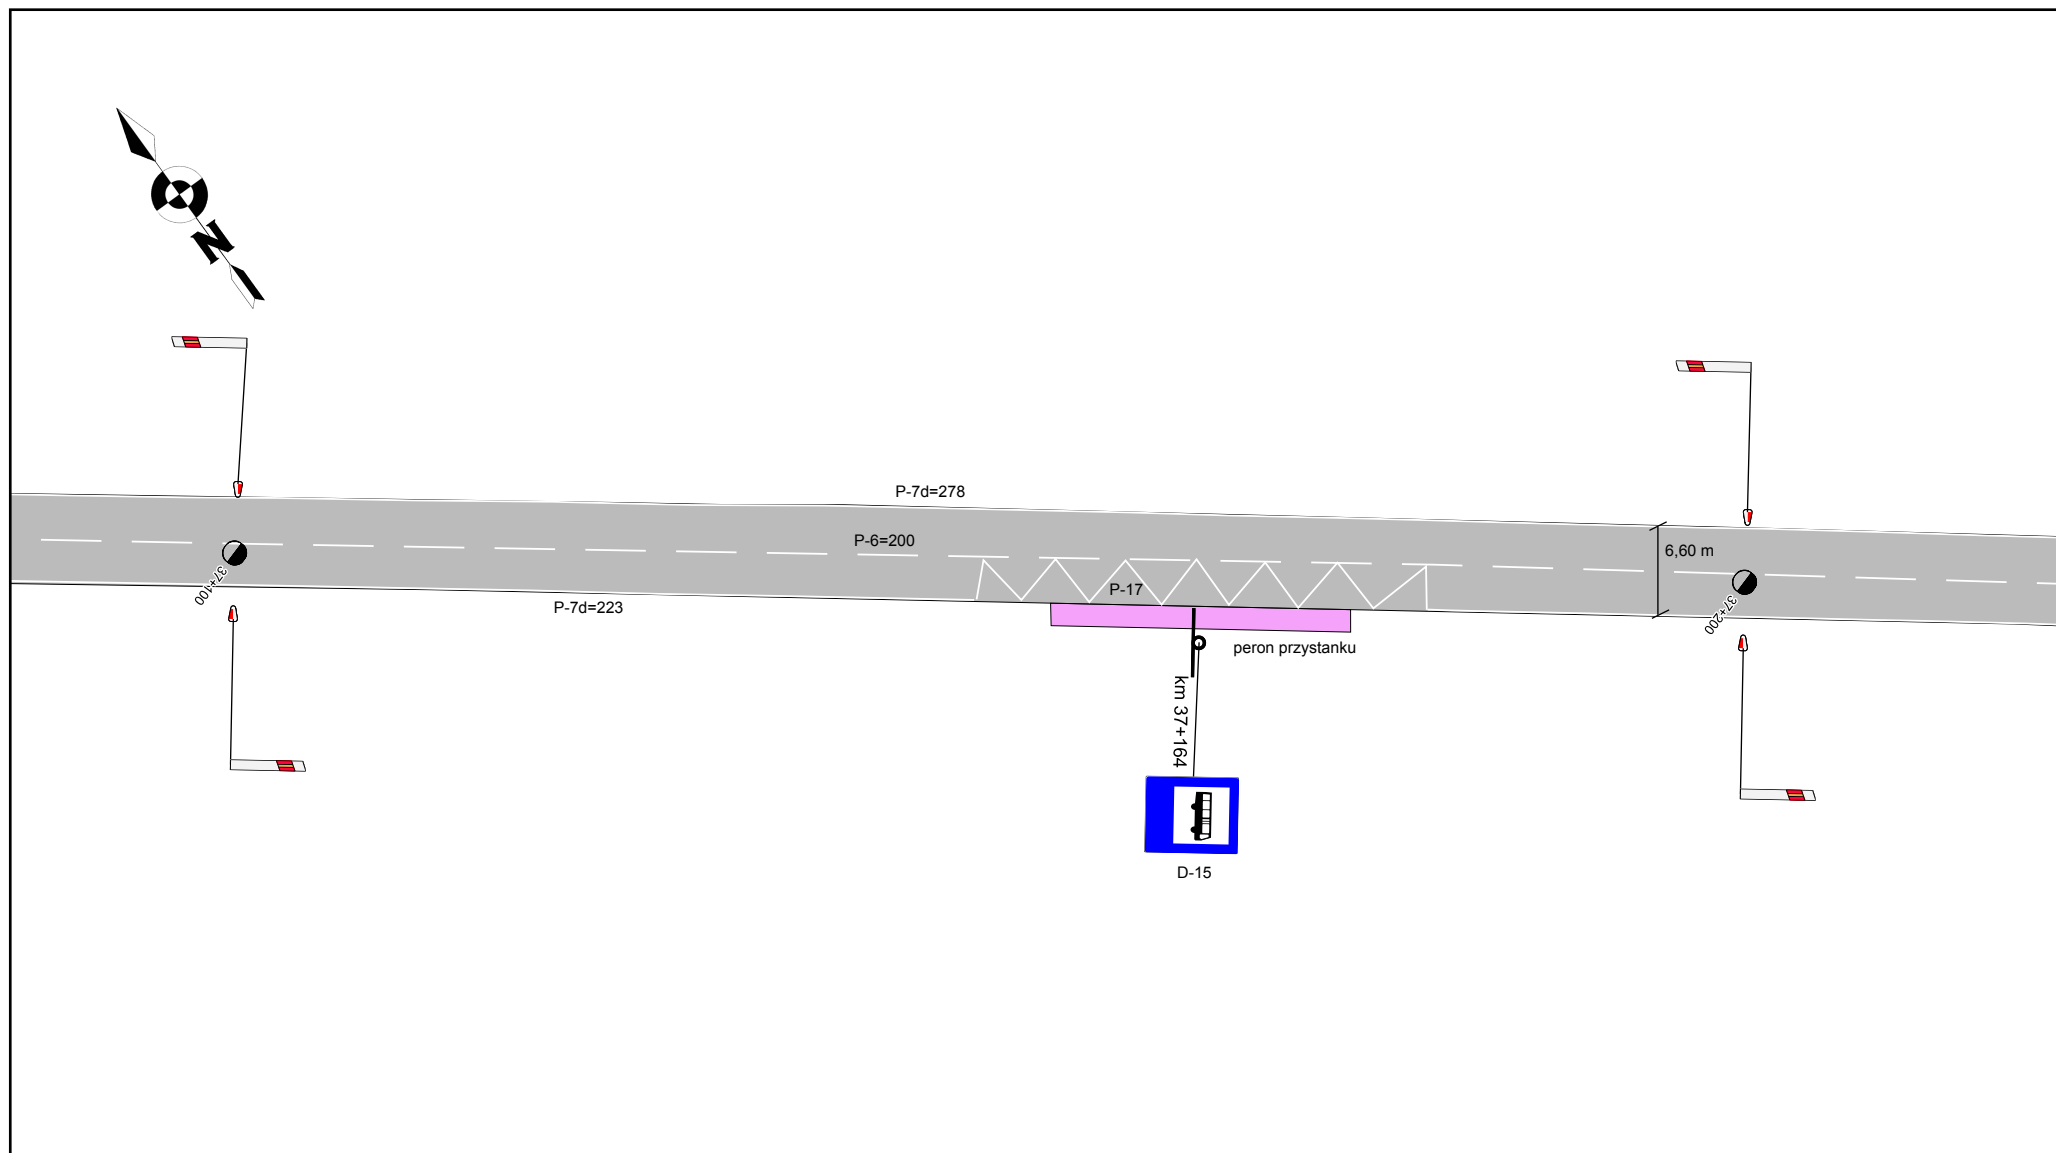 N
P-7d=278
P-6=200
6,60 m
37+100
P-17
P-7d=223
37+200
peron przystanku
km 37+164
D-15